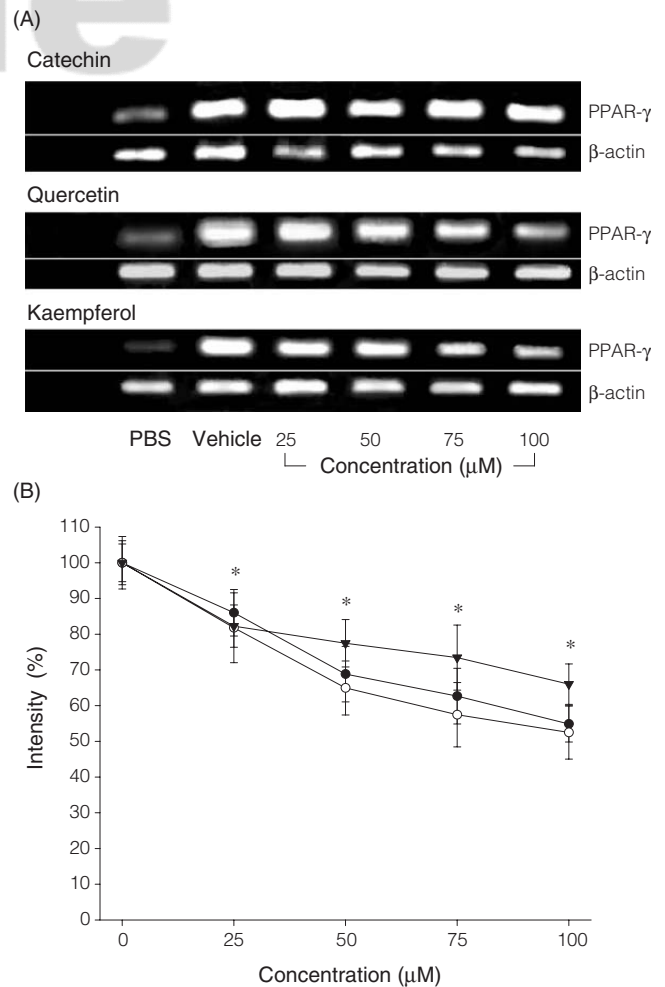 (A)
Catechin
PPAR-γ
β-actin
Quercetin
PPAR-γ
β-actin
Kaempferol
PPAR-γ
β-actin
PBS Vehicle 25 50 75 100
Concentration (μM)
(B)
110
100
90
80
70
60
50
40
30
20
10
0
Intensity (%)
* * * *
0 25 50 75 100
Concentration (μM)